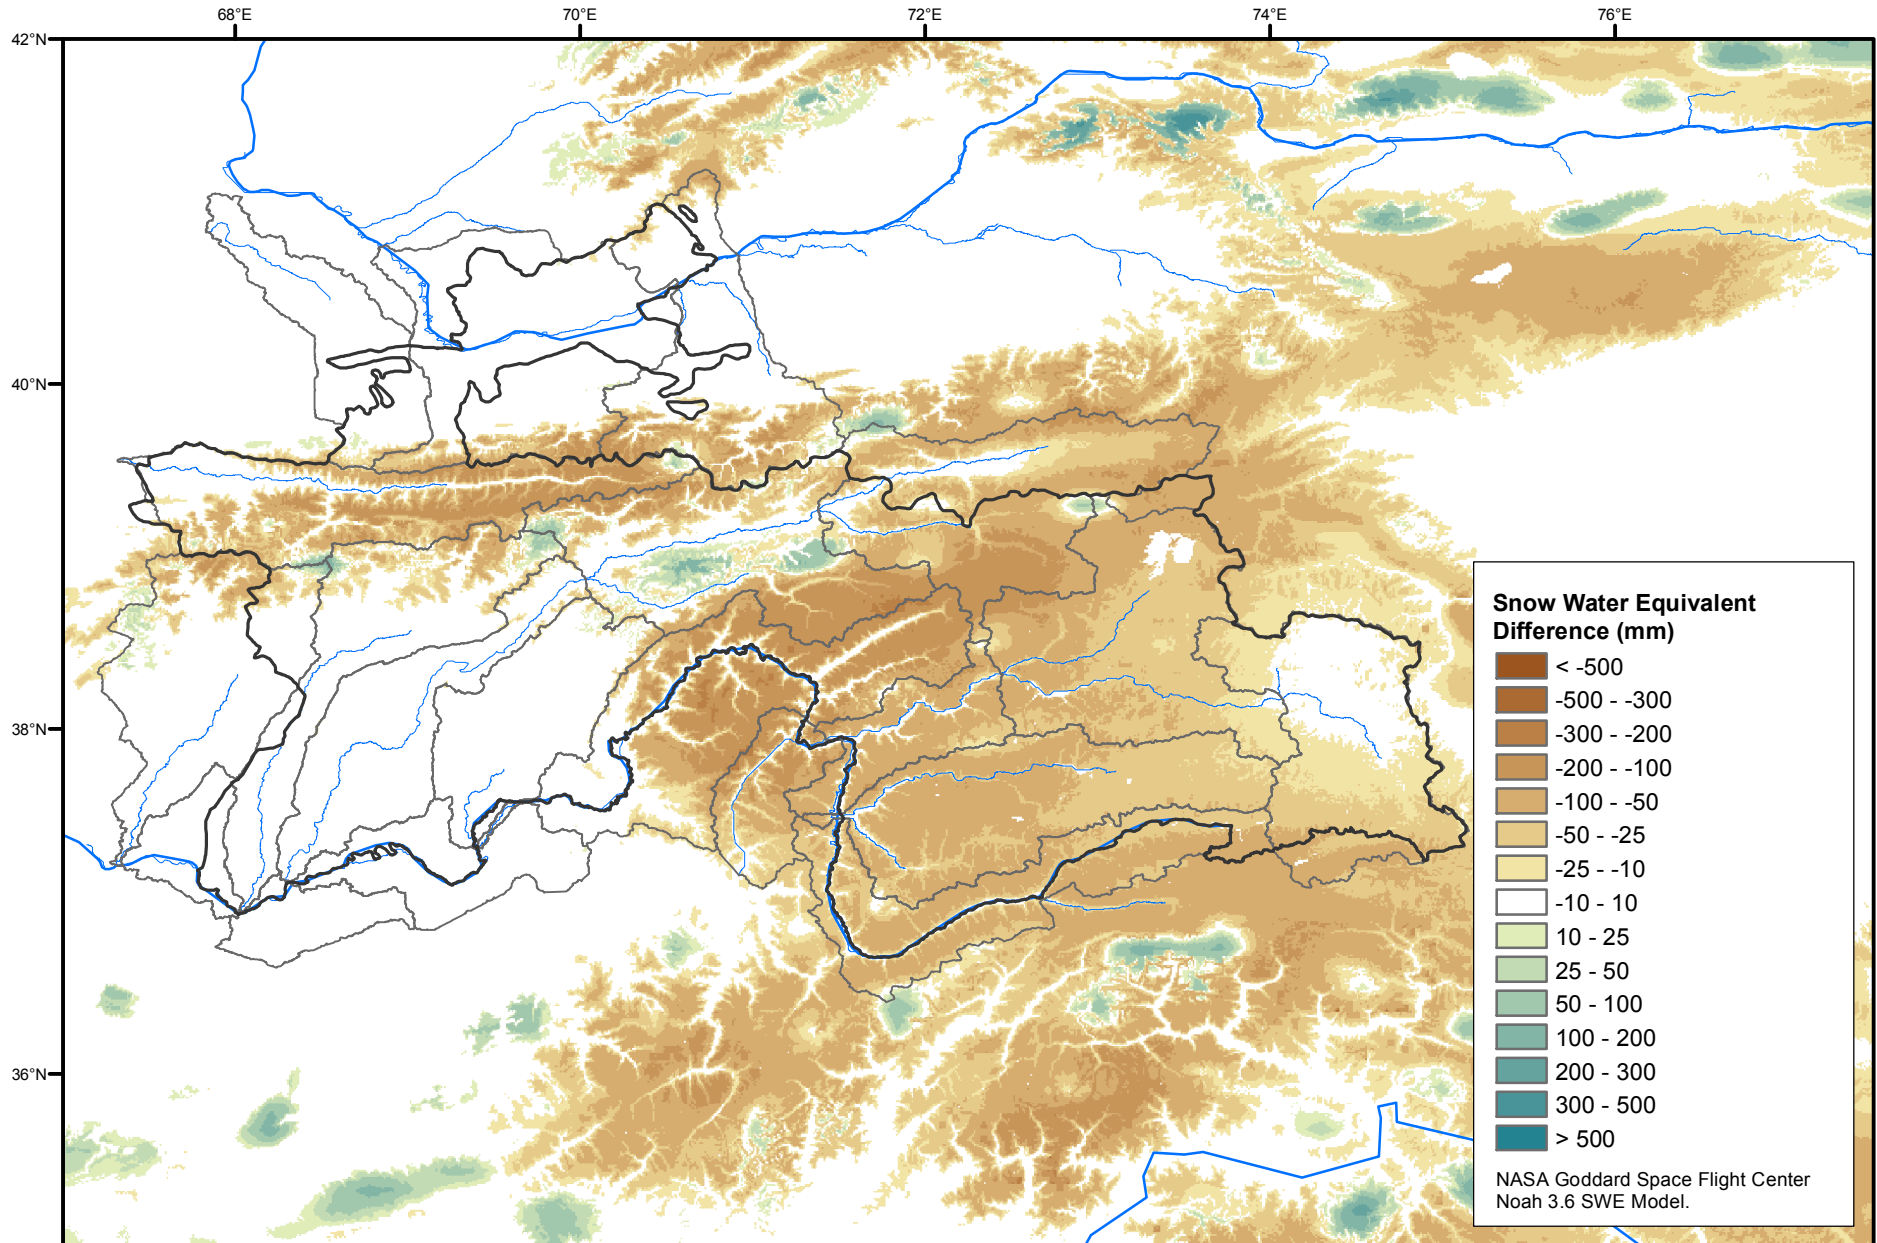 68°E
70°E
72°E
74°E
76°E
42°N
40°N
38°N
36°N
Snow Water Equivalent
Difference (mm)
< -500
-500 - -300
-300 - -200
-200 - -100
-100 - -50
-50 - -25
-25 - -10
-10 - 10
10 - 25
25 - 50
50 - 100
100 - 200
200 - 300
300 - 500
> 500
NASA Goddard Space Flight Center
Noah 3.6 SWE Model.